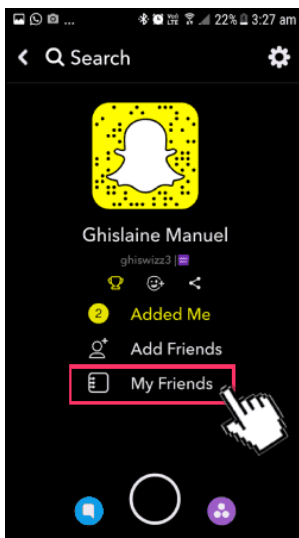 22% 3:27 am
Search
Ghislaine Manuel
ghiswizz3 |
2 Added Me
Add Friends
My Friends